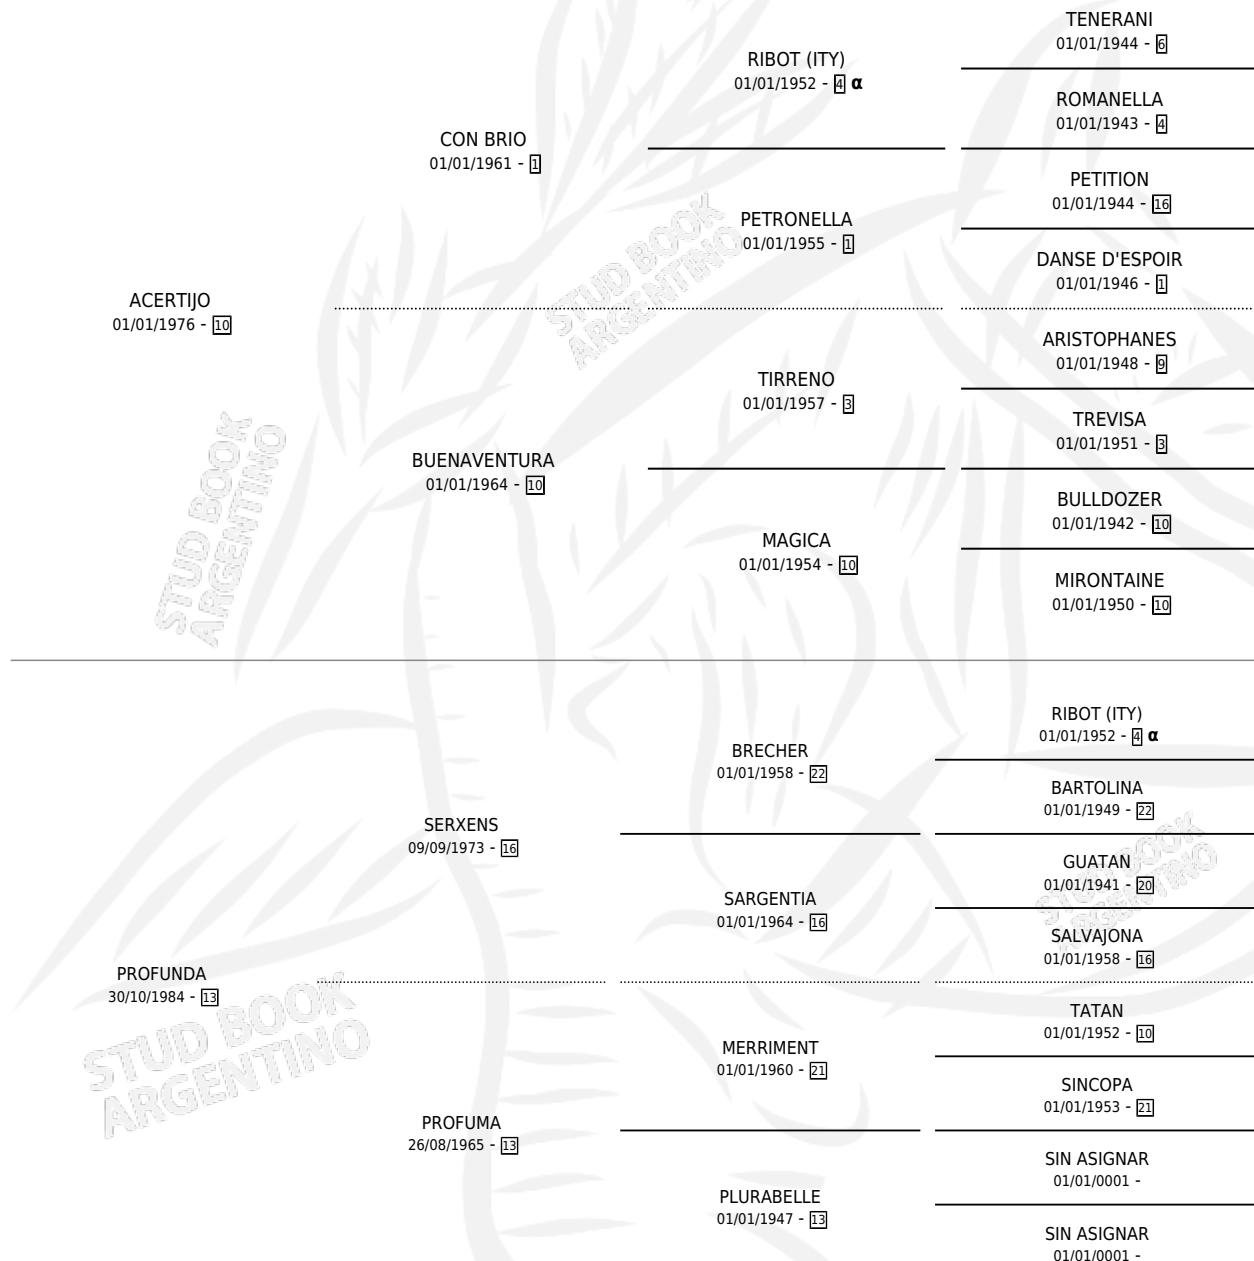 TENERANI
01/01/1944 - 6
RIBOT (ITY)
01/01/1952 - 4 α
ROMANELLA
01/01/1943 - 4
CON BRIO
01/01/1961 - 1
PETITION
01/01/1944 - 16
PETRONELLA
01/01/1955 - 1
DANSE D'ESPOIR
01/01/1946 - 1
STUD BOOK
ARGENTINO
ACERTIJO
01/01/1976 - 10
ARISTOPHANES
01/01/1948 - 9
TIRRENO
01/01/1957 - 3
TREVISA
01/01/1951 - 3
BUENAVENTURA
01/01/1964 - 10
BULLDOZER
01/01/1942 - 10
MAGICA
01/01/1954 - 10
MIRONTAINE
01/01/1950 - 10
STUD BOOK
ARGENTINO
RIBOT (ITY)
01/01/1952 - 4 α
BRECHER
01/01/1958 - 22
BARTOLINA
01/01/1949 - 22
SERXENS
09/09/1973 - 16
GUATAN
01/01/1941 - 20
SARGENTIA
01/01/1964 - 16
SALVAJONA
01/01/1958 - 16
STUD BOOK
ARGENTINO
PROFUNDA
30/10/1984 - 13
TATAN
01/01/1952 - 10
MERRIMENT
01/01/1960 - 21
SINCOPA
01/01/1953 - 21
STUD BOOK
ARGENTINO
PROFUMA
26/08/1965 - 13
SIN ASIGNAR
01/01/0001 -
PLURABELLE
01/01/1947 - 13
SIN ASIGNAR
01/01/0001 -